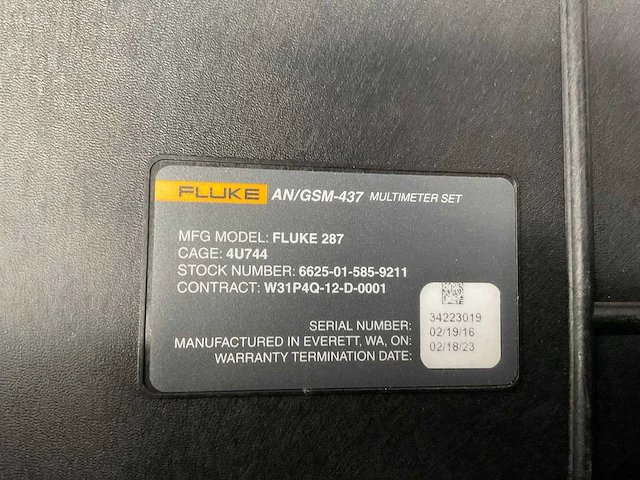 FLUKE AN/GSM-437 MULTIMETER SET
MFG MODEL: FLUKE 287
CAGE: 4U744
STOCK NUMBER: 6625-01-585-9211
CONTRACT: W31P4Q-12-D-0001
SERIAL NUMBER: 34223019
MANUFACTURED IN EVERETT, WA, ON: 02/19/16
WARRANTY TERMINATION DATE: 02/18/23